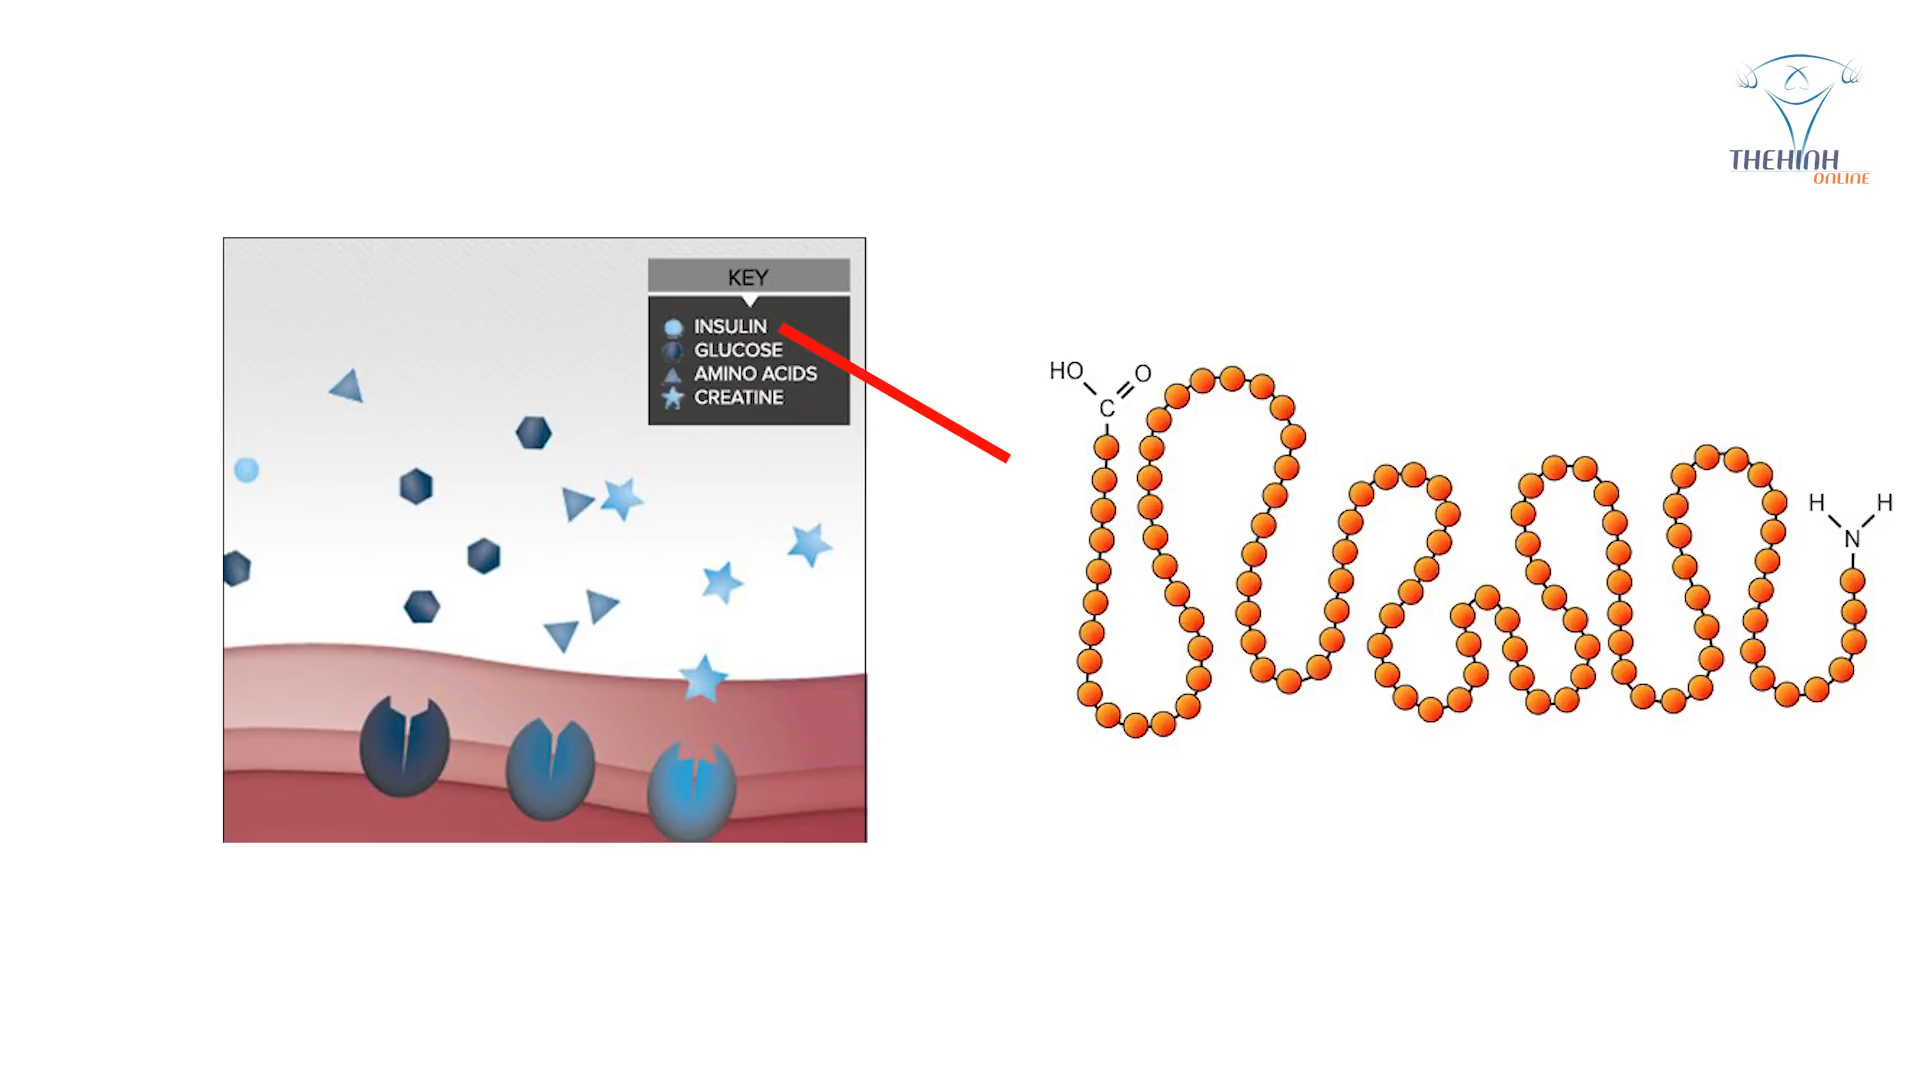 THEHINH
ONLINE
KEY
INSULIN
GLUCOSE
AMINO ACIDS
CREATINE
HO
O
C
H
H
N